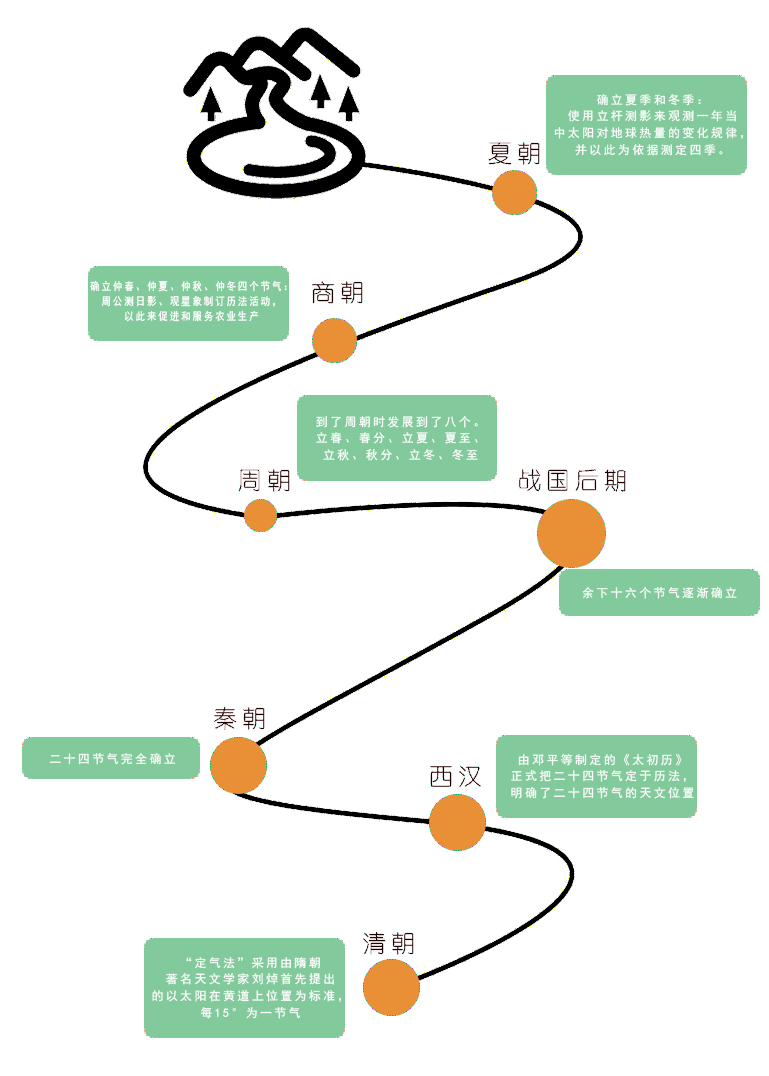 夏朝
确立夏季和冬季：
使用立杆测影来观测一年当
中太阳对地球热量的变化规律，
并以此为依据测定四季。
商朝
确立仲春、仲夏、仲秋、仲冬四个节气；
周公测日影、观星象制订历法活动，
以此来促进和服务农业生产
周朝
到了周朝时发展到了八个。
立春、春分、立夏、夏至、
立秋、秋分、立冬、冬至
战国后期
余下十六个节气逐渐确立
秦朝
二十四节气完全确立
西汉
由邓平等制定的《太初历》
正式把二十四节气定于历法，
明确了二十四节气的天文位置
清朝
“定气法”采用由隋朝
著名天文学家刘焯首先提出
的以太阳在黄道上位置为标准，
每15°为一节气